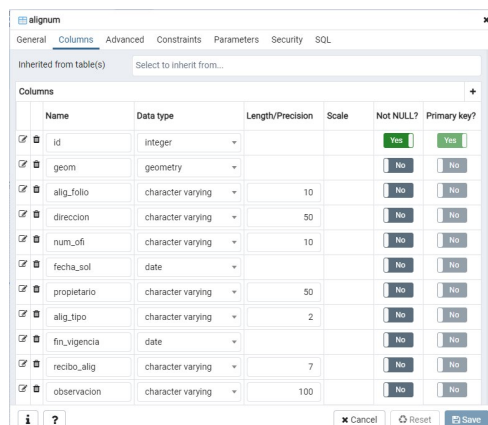 alignum
General Columns Advanced Constraints Parameters Security SQL
Inherited from table(s) Select to inherit from...
Columns
Name Data type Length/Precision Scale Not NULL? Primary key?
id integer Yes Yes
geom geometry No No
alig_folio character varying 10 No No
direccion character varying 50 No No
num_ofi character varying 10 No No
fecha_sol date No No
propietario character varying 50 No No
alig_tipo character varying 2 No No
fin_vigencia date No No
recibo_alig character varying 7 No No
observacion character varying 100 No No
i ? Cancel Reset Save